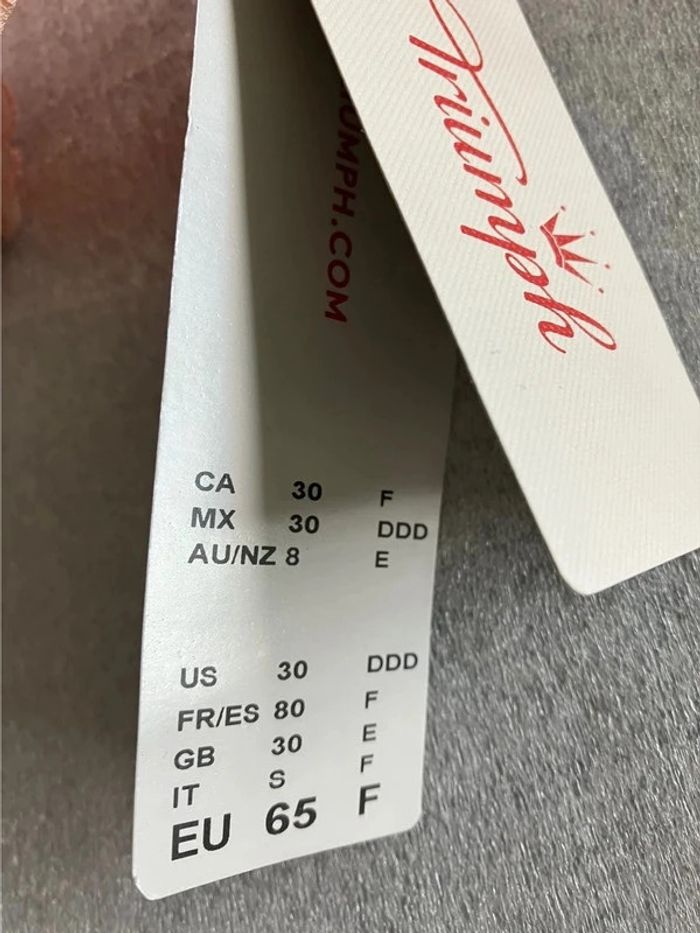 Triumph
UMPH.COM
CA 30 F
MX 30 DDD
AU/NZ 8 E
US 30 DDD
FR/ES 80 F
GB 30 E
IT S F
EU 65 F